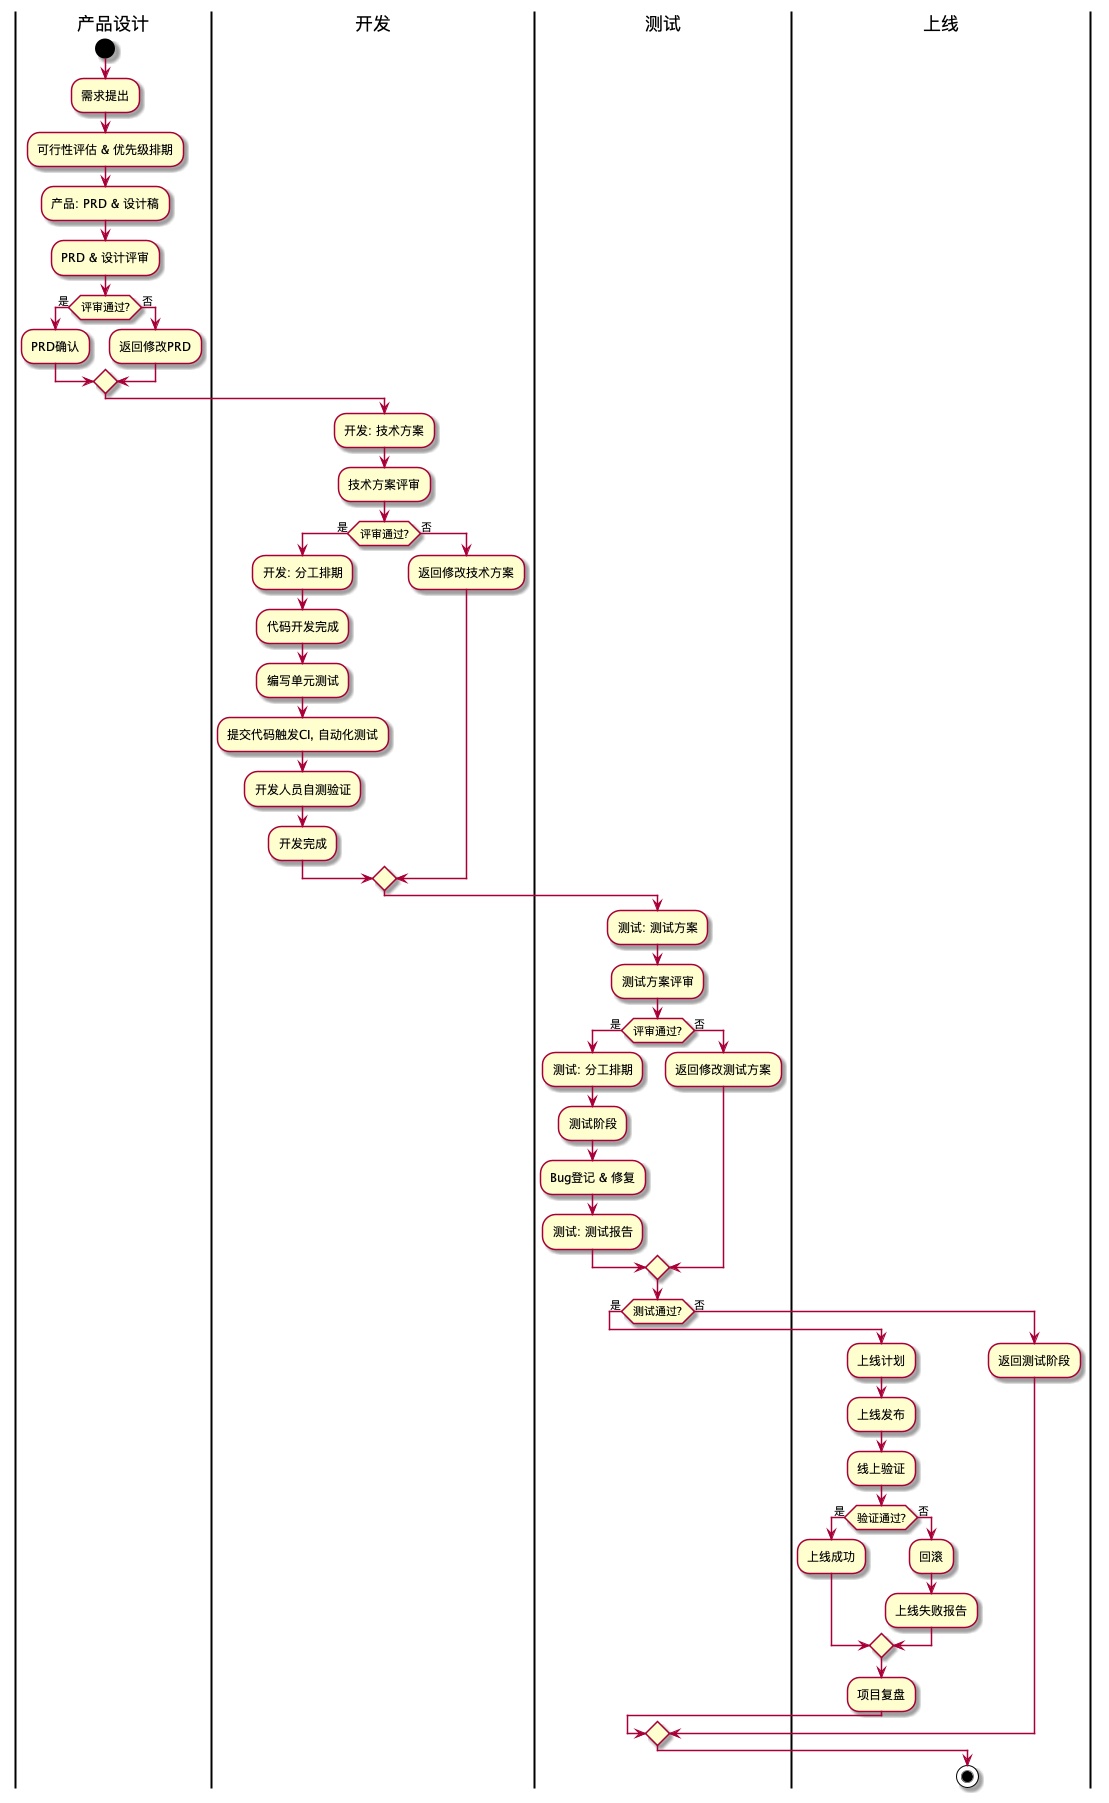 产品设计
开发
测试
上线
需求提出
可行性评估 & 优先级排期
产品: PRD & 设计稿
PRD & 设计评审
是
评审通过?
否
PRD确认
返回修改PRD
开发: 技术方案
技术方案评审
是
评审通过?
否
开发: 分工排期
返回修改技术方案
代码开发完成
编写单元测试
提交代码触发CI, 自动化测试
开发人员自测验证
开发完成
测试: 测试方案
测试方案评审
是
评审通过?
否
测试: 分工排期
返回修改测试方案
测试阶段
Bug登记 & 修复
测试: 测试报告
是
测试通过?
否
上线计划
返回测试阶段
上线发布
线上验证
是
验证通过?
否
上线成功
回滚
上线失败报告
项目复盘